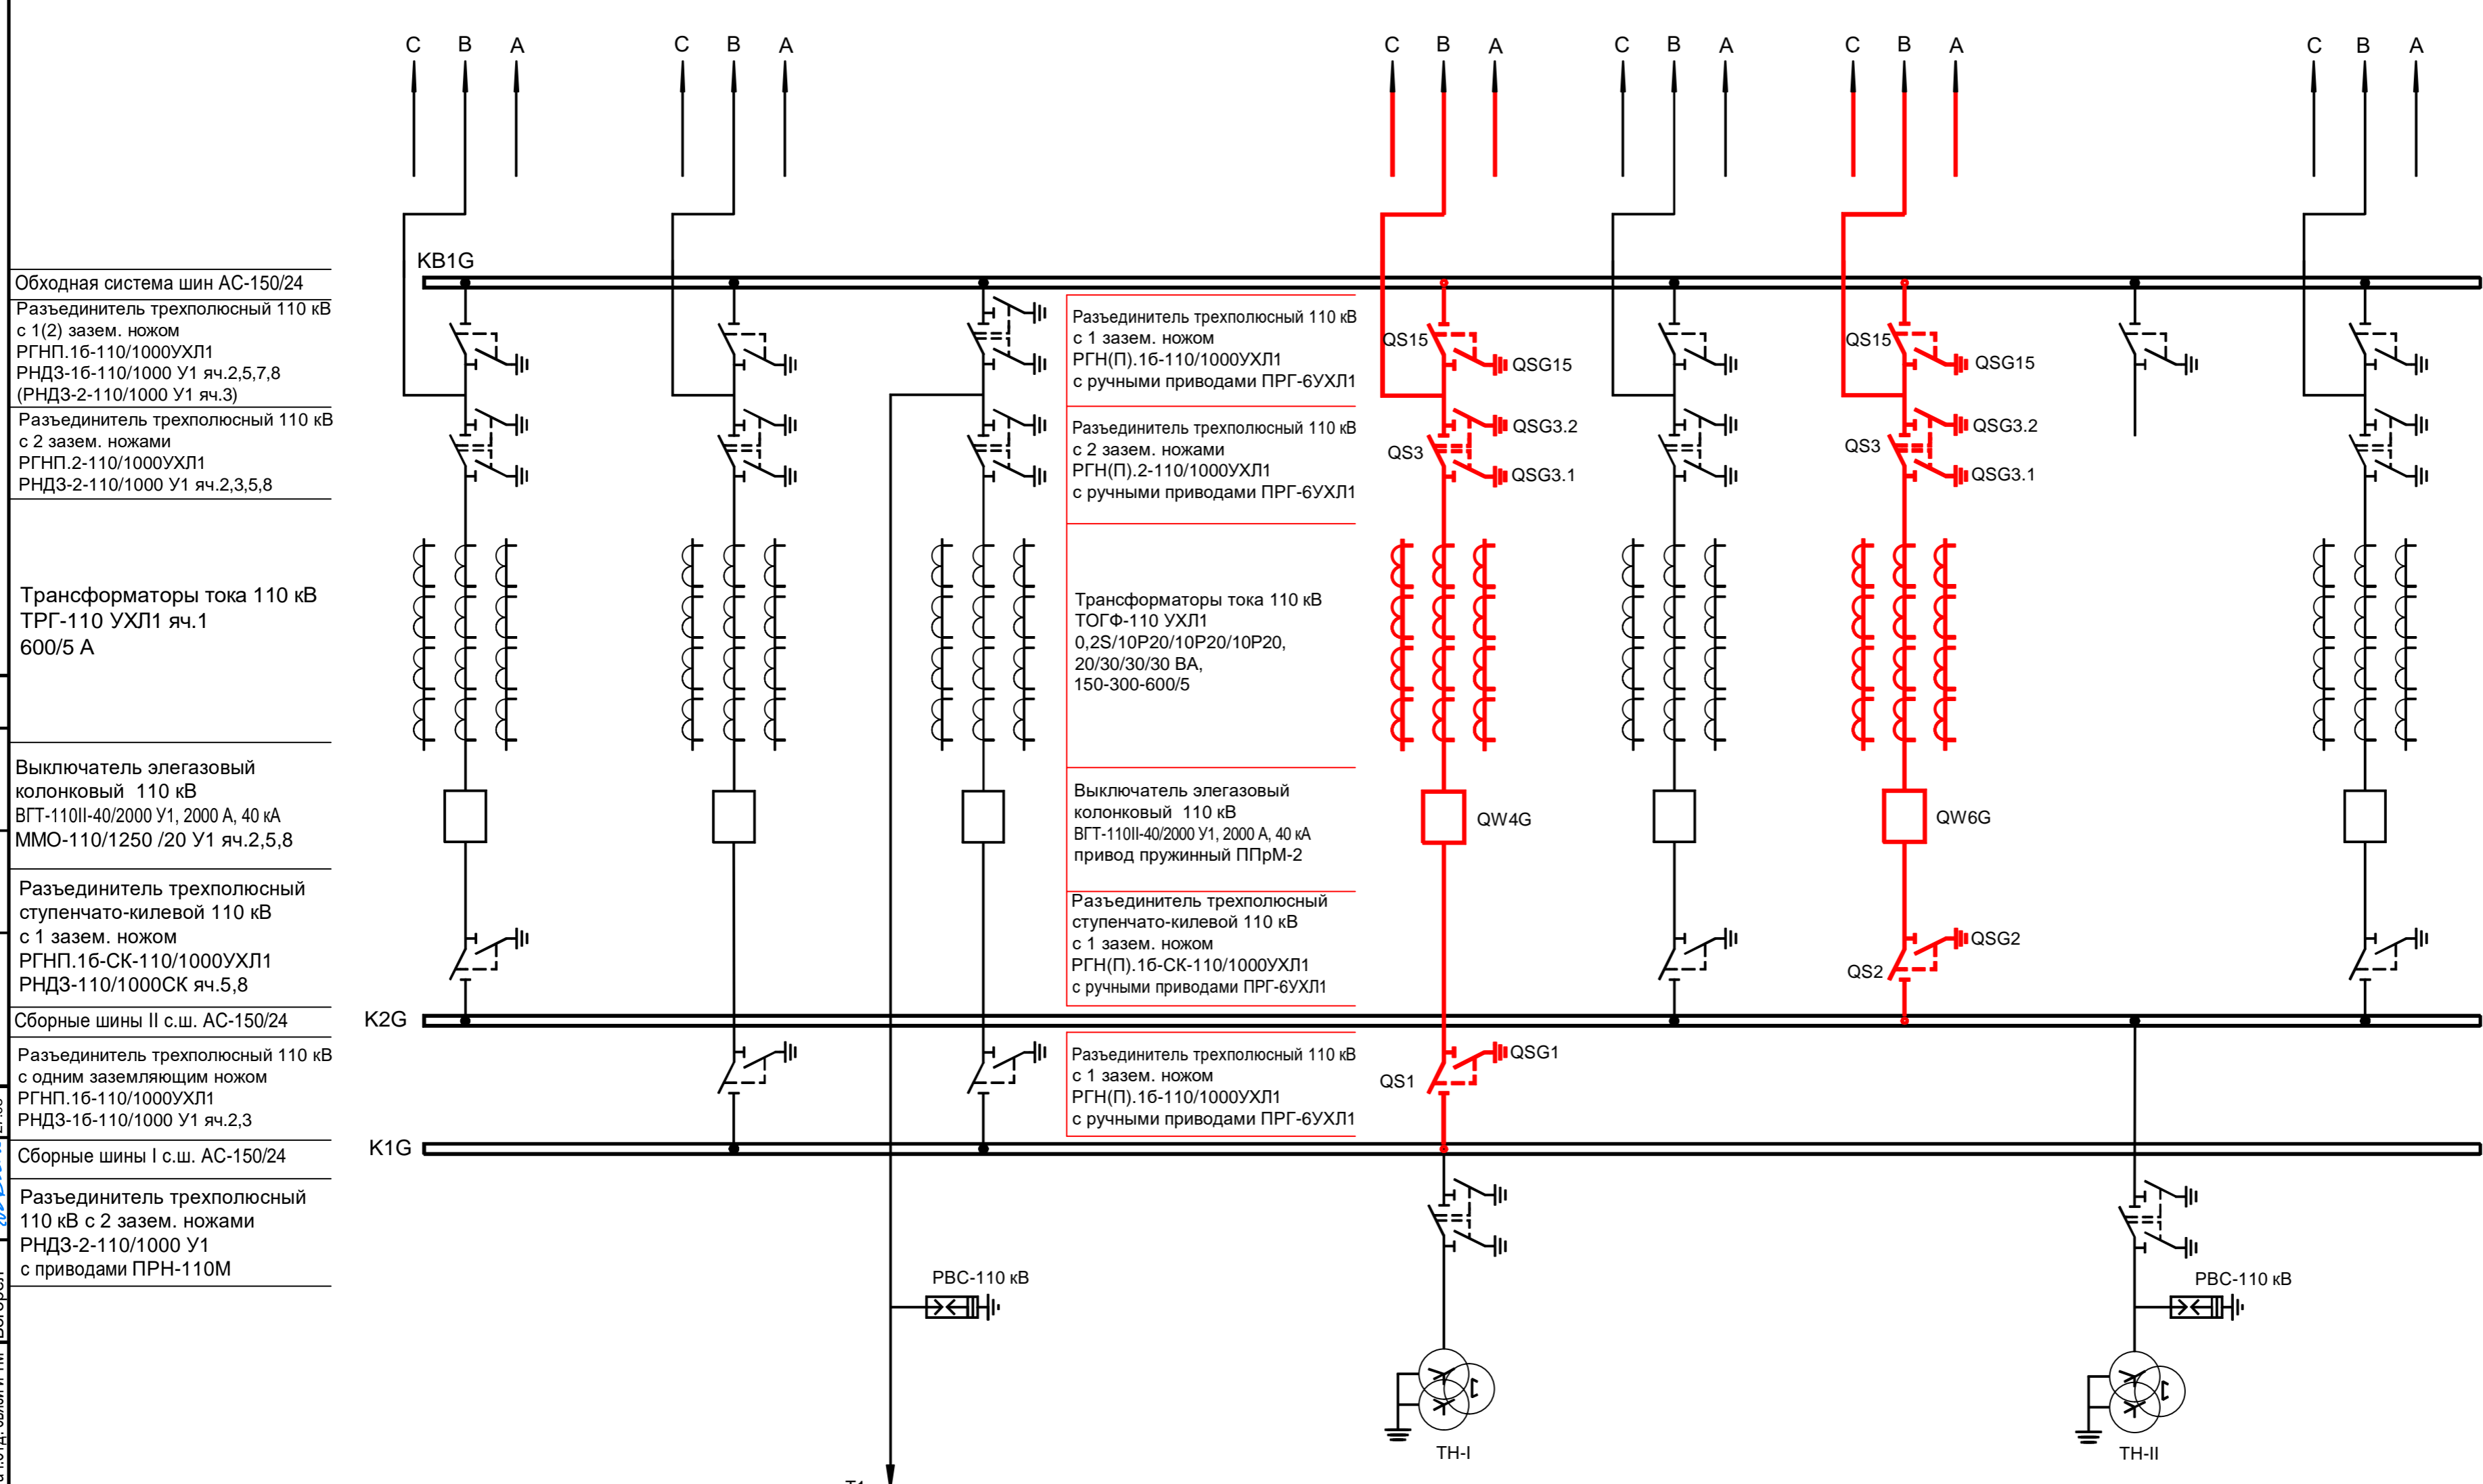 C B A
C B A
C B A
C B A
C B A
C B A
KB1G
Обходная система шин АС-150/24
Разъединитель трехполюсный 110 кВ
с 1(2) зазем. ножом
РГНП.1б-110/1000УХЛ1
РНДЗ-1б-110/1000 У1 яч.2,5,7,8
(РНДЗ-2-110/1000 У1 яч.3)
Разъединитель трехполюсный 110 кВ
с 2 зазем. ножами
РГНП.2-110/1000УХЛ1
РНДЗ-2-110/1000 У1 яч.2,3,5,8
Трансформаторы тока 110 кВ
ТРГ-110 УХЛ1 яч.1
600/5 А
Выключатель элегазовый
колонковый 110 кВ
ВГТ-110II-40/2000 У1, 2000 А, 40 кА
ММО-110/1250 /20 У1 яч.2,5,8
Разъединитель трехполюсный
ступенчато-килевой 110 кВ
с 1 зазем. ножом
РГНП.1б-СК-110/1000УХЛ1
РНДЗ-110/1000СК яч.5,8
Сборные шины II с.ш. АС-150/24
K2G
Разъединитель трехполюсный 110 кВ
с одним заземляющим ножом
РГНП.1б-110/1000УХЛ1
РНДЗ-1б-110/1000 У1 яч.2,3
Сборные шины I с.ш. АС-150/24
K1G
Разъединитель трехполюсный
110 кВ с 2 зазем. ножами
РНДЗ-2-110/1000 У1
с приводами ПРН-110М
Разъединитель трехполюсный 110 кВ
с 1 зазем. ножом
РГН(П).1б-110/1000УХЛ1
с ручными приводами ПРГ-6УХЛ1
Разъединитель трехполюсный 110 кВ
с 2 зазем. ножами
РГН(П).2-110/1000УХЛ1
с ручными приводами ПРГ-6УХЛ1
Трансформаторы тока 110 кВ
ТОГФ-110 УХЛ1
0,2S/10Р20/10Р20/10Р20,
20/30/30/30 ВА,
150-300-600/5
Выключатель элегазовый
колонковый 110 кВ
ВГТ-110II-40/2000 У1, 2000 А, 40 кА
привод пружинный ППрМ-2
Разъединитель трехполюсный
ступенчато-килевой 110 кВ
с 1 зазем. ножом
РГН(П).1б-СК-110/1000УХЛ1
с ручными приводами ПРГ-6УХЛ1
Разъединитель трехполюсный 110 кВ
с 1 зазем. ножом
РГН(П).1б-110/1000УХЛ1
с ручными приводами ПРГ-6УХЛ1
QS15
QSG15
QSG3.2
QS3
QSG3.1
QW4G
QSG1
QS1
QS15
QSG15
QSG3.2
QS3
QSG3.1
QW6G
QSG2
QS2
РВС-110 кВ
РВС-110 кВ
ТН-I
ТН-II